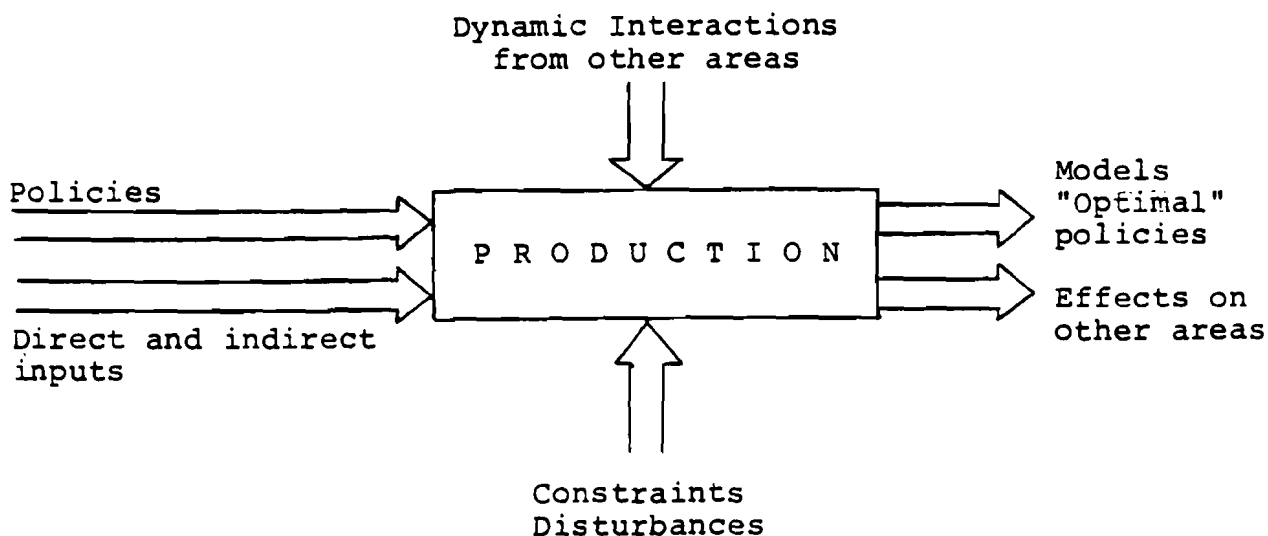 Dynamic Interactions
from other areas
Policies
Direct and indirect
inputs
P R O D U C T I O N
Models
"Optimal"
policies
Effects on
other areas
Constraints
Disturbances